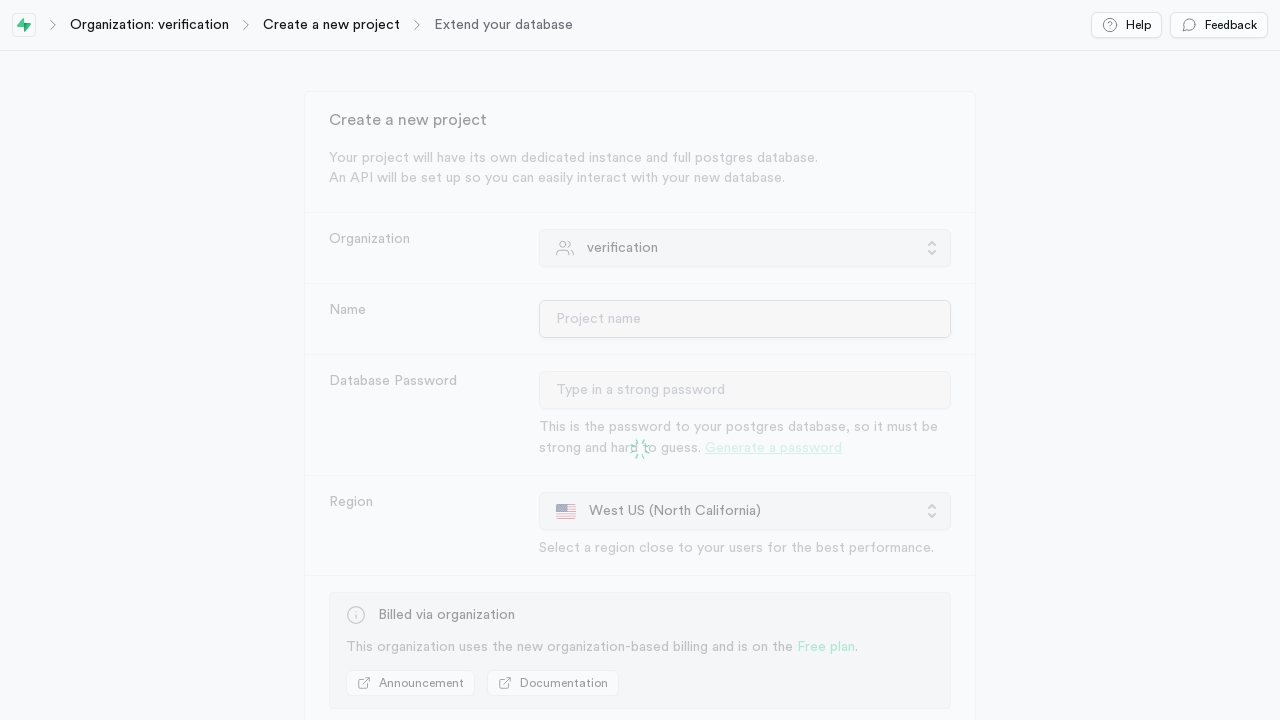 Organization: verification
Create a new project
Extend your database
Help
Feedback
Create a new project
Your project will have its own dedicated instance and full postgres database.
An API will be set up so you can easily interact with your new database.
Organization
verification
Name
Project name
Database Password
Type in a strong password
This is the password to your postgres database, so it must be
strong and hard to guess. Generate a password
Region
West US (North California)
Select a region close to your users for the best performance.
Billed via organization
This organization uses the new organization-based billing and is on the Free plan.
Announcement
Documentation